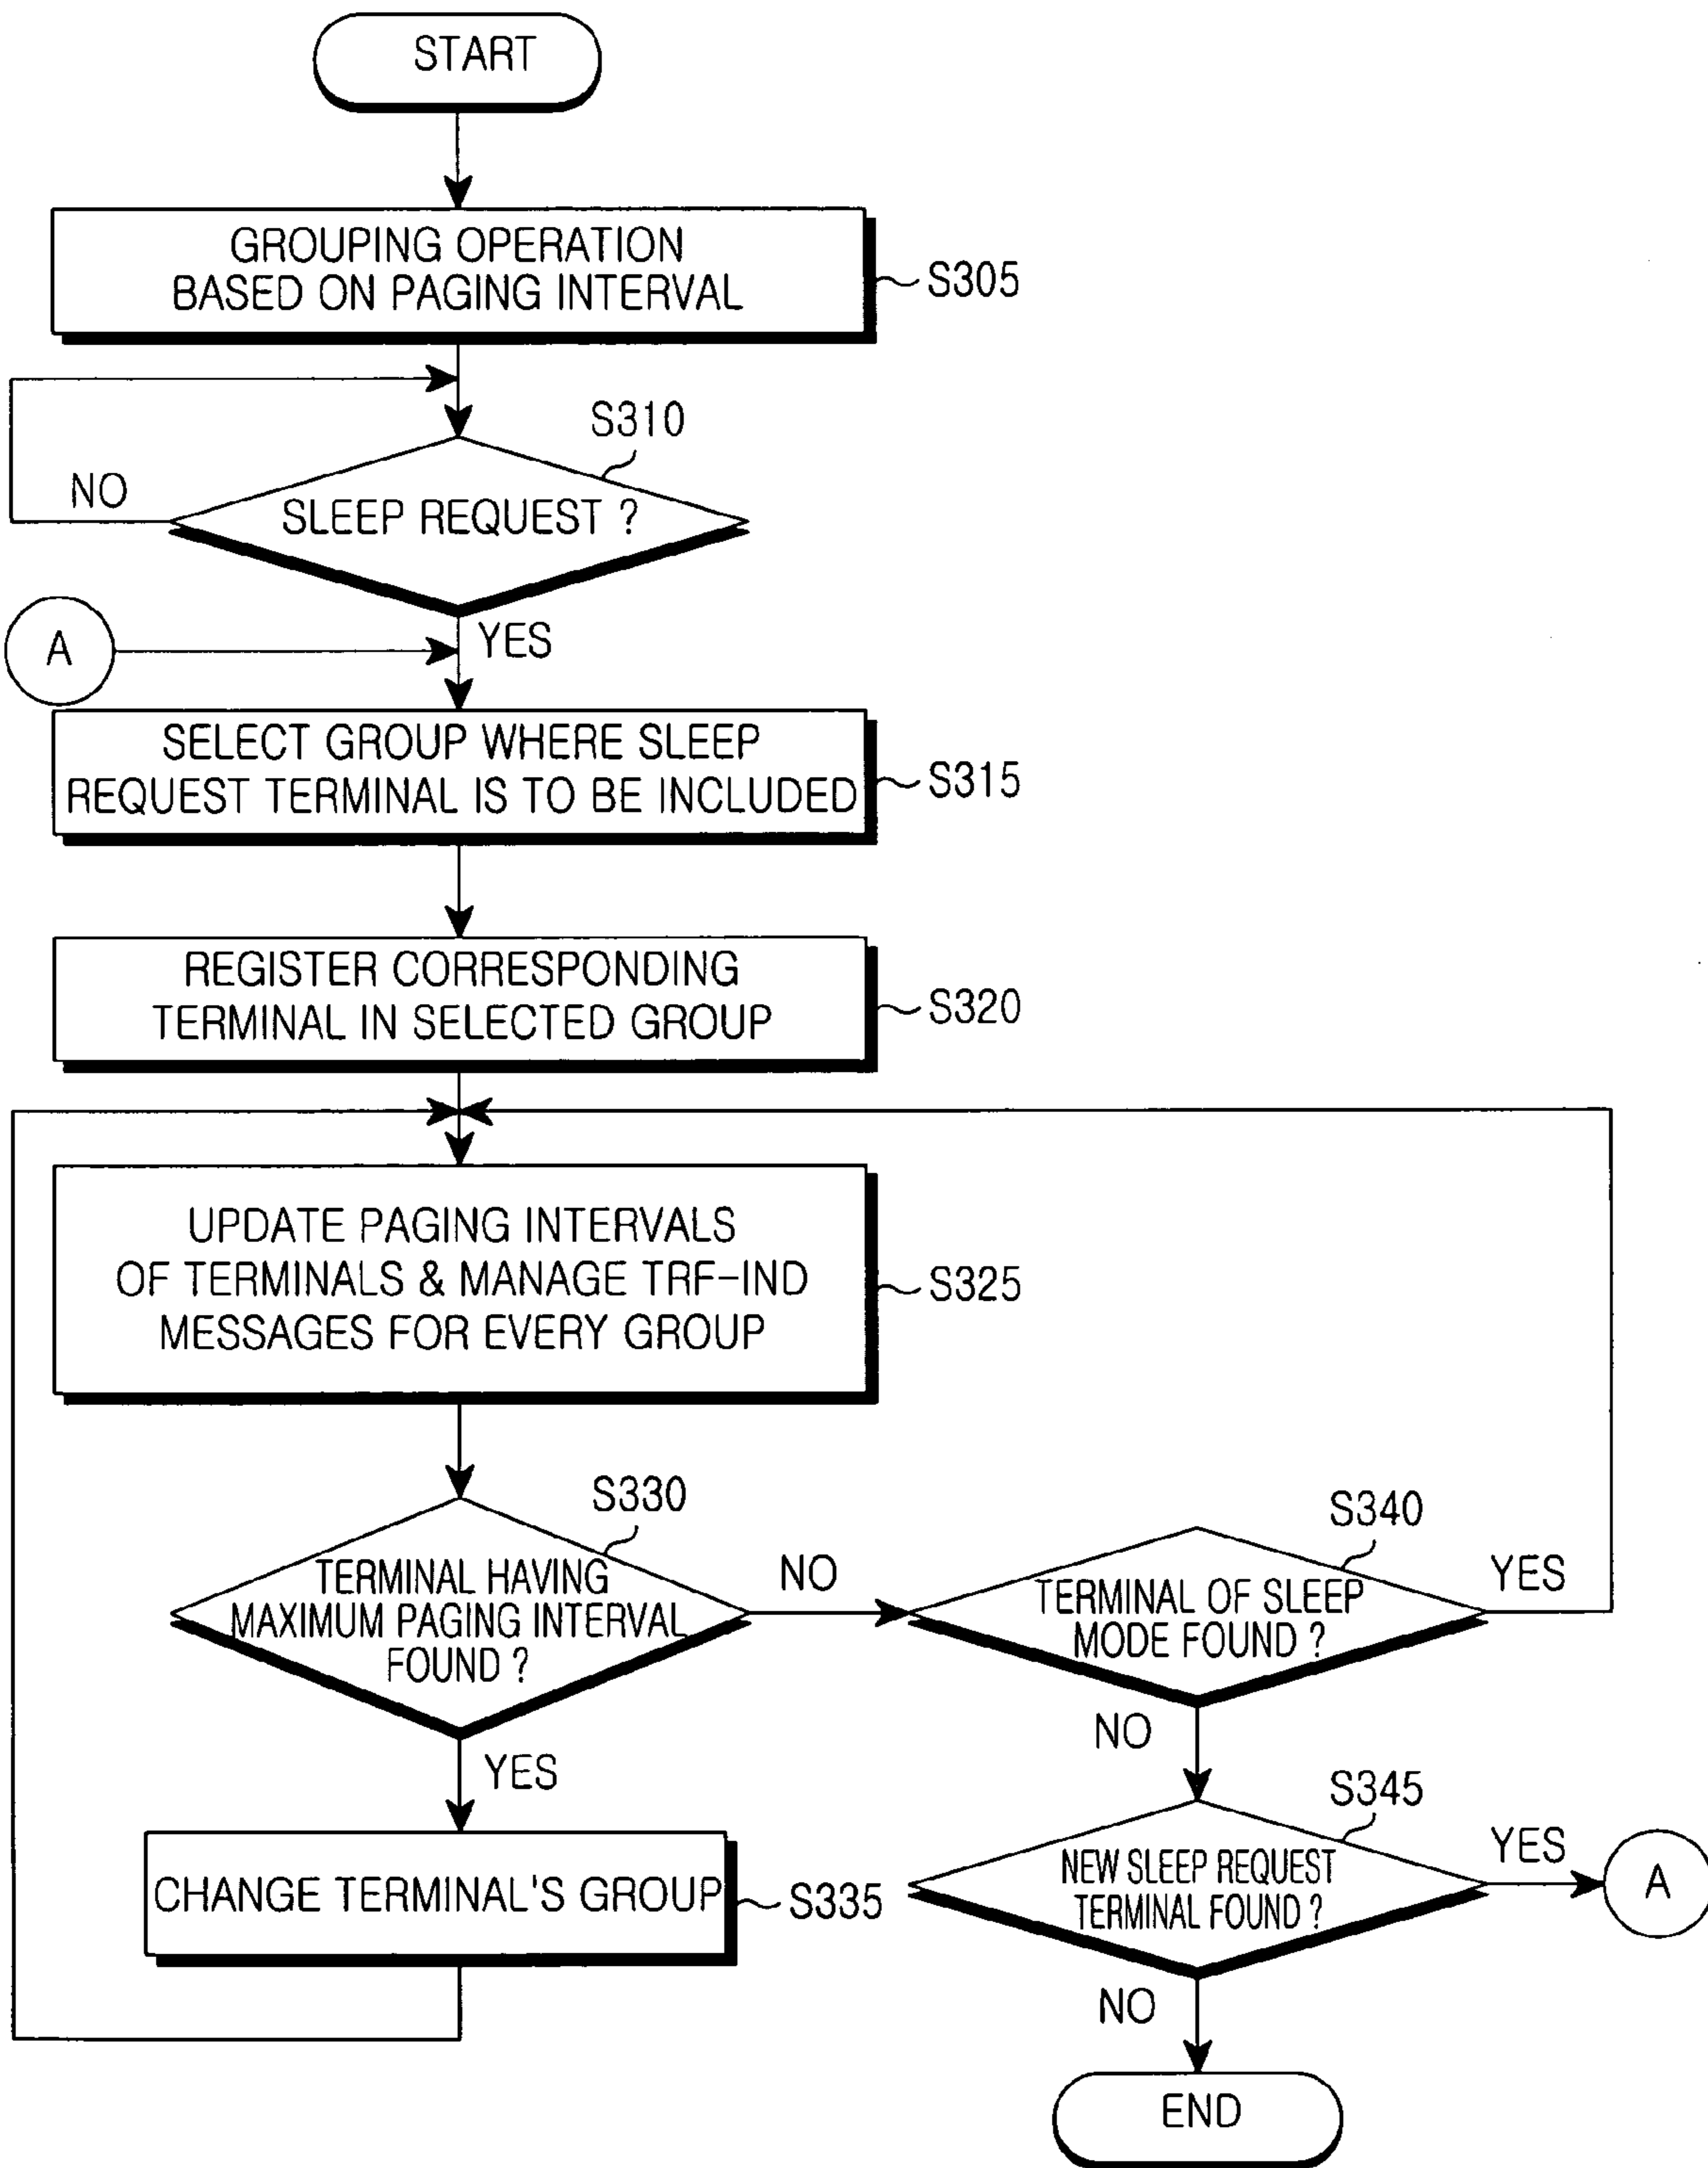 START
GROUPING OPERATION
BASED ON PAGING INTERVAL
S305
S310
NO
SLEEP REQUEST ?
A
YES
SELECT GROUP WHERE SLEEP
REQUEST TERMINAL IS TO BE INCLUDED
S315
REGISTER CORRESPONDING
TERMINAL IN SELECTED GROUP
S320
UPDATE PAGING INTERVALS
OF TERMINALS & MANAGE TRF-IND
MESSAGES FOR EVERY GROUP
S325
S330
TERMINAL HAVING
MAXIMUM PAGING INTERVAL
FOUND ?
NO
S340
TERMINAL OF SLEEP
MODE FOUND ?
YES
NO
YES
CHANGE TERMINAL'S GROUP
S335
S345
NEW SLEEP REQUEST
TERMINAL FOUND ?
YES
A
NO
END